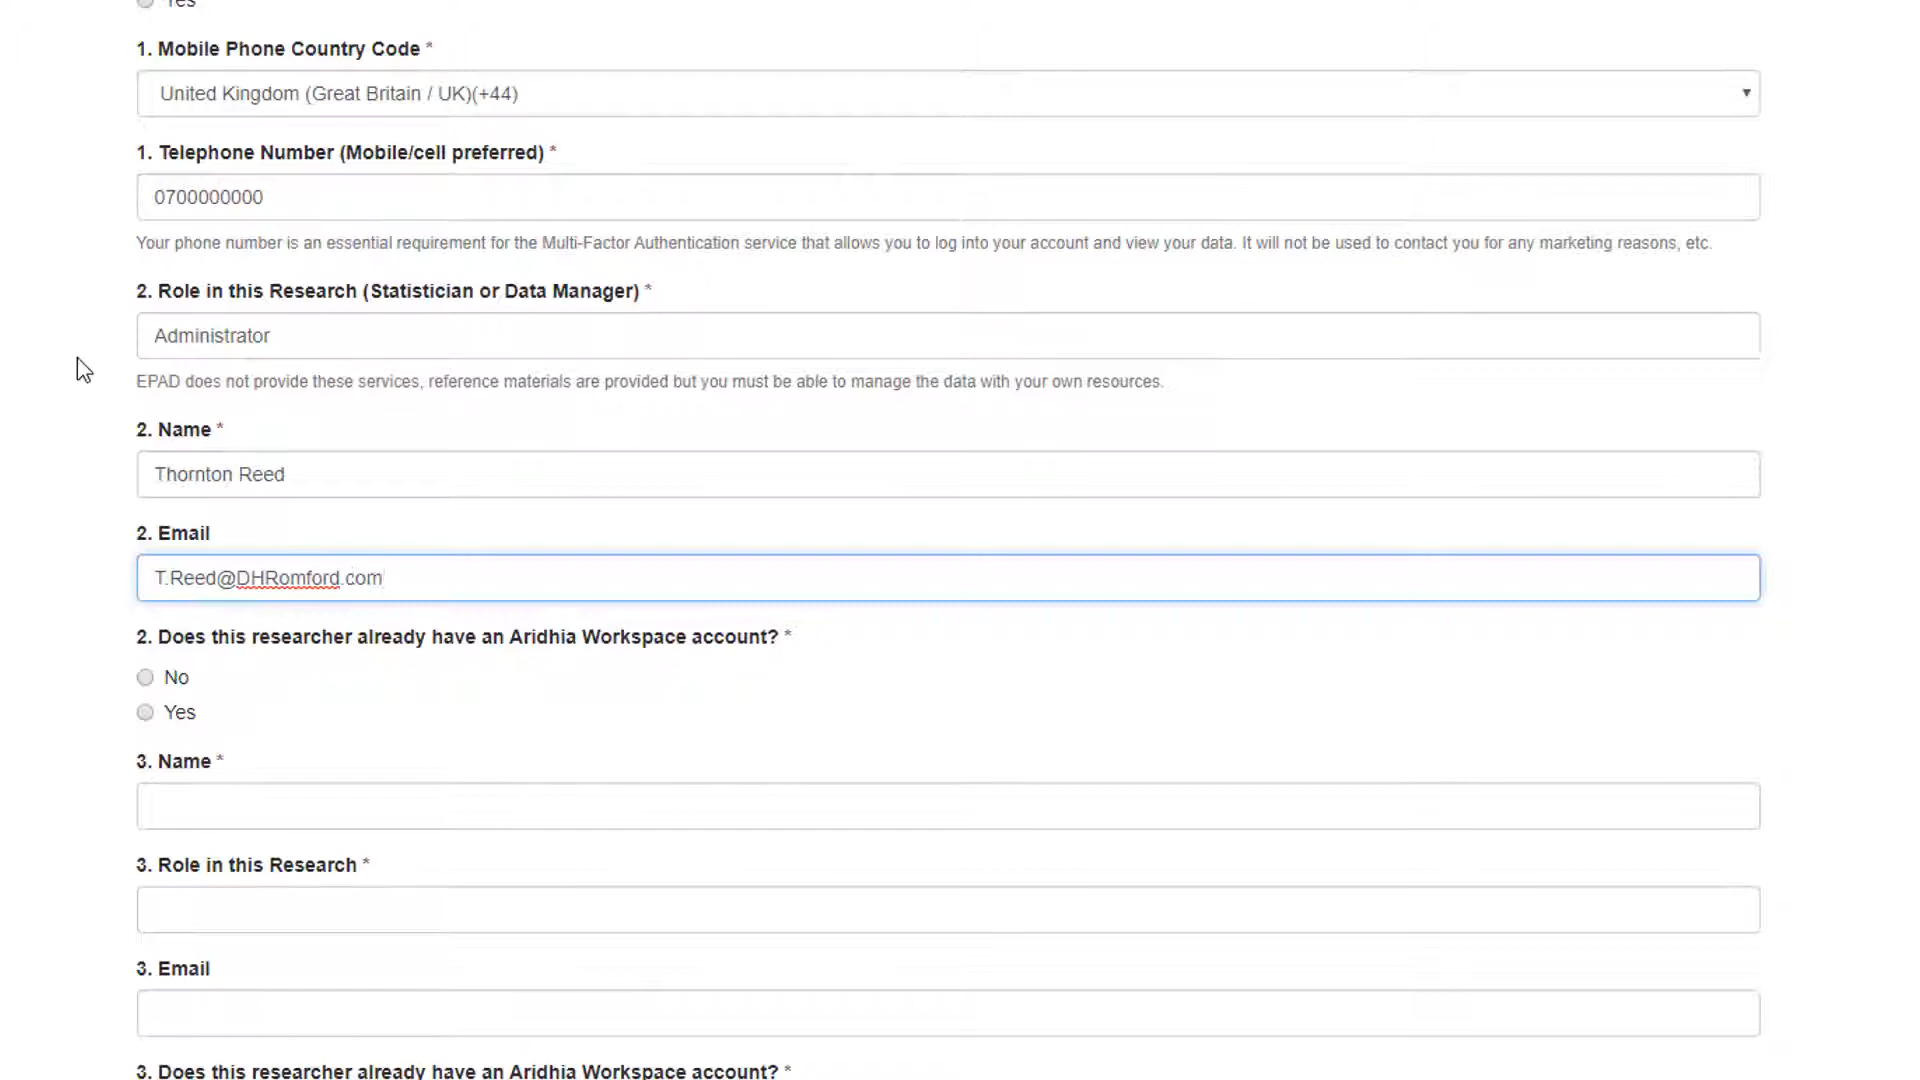 Yes
1. Mobile Phone Country Code *
United Kingdom (Great Britain / UK)(+44)
1. Telephone Number (Mobile/cell preferred) *
0700000000
Your phone number is an essential requirement for the Multi-Factor Authentication service that allows you to log into your account and view your data. It will not be used to contact you for any marketing reasons, etc.
2. Role in this Research (Statistician or Data Manager) *
Administrator
EPAD does not provide these services, reference materials are provided but you must be able to manage the data with your own resources.
2. Name *
Thornton Reed
2. Email
T.Reed@DHRomford.com
2. Does this researcher already have an Aridhia Workspace account? *
No
Yes
3. Name *
3. Role in this Research *
3. Email
3. Does this researcher already have an Aridhia Workspace account? *